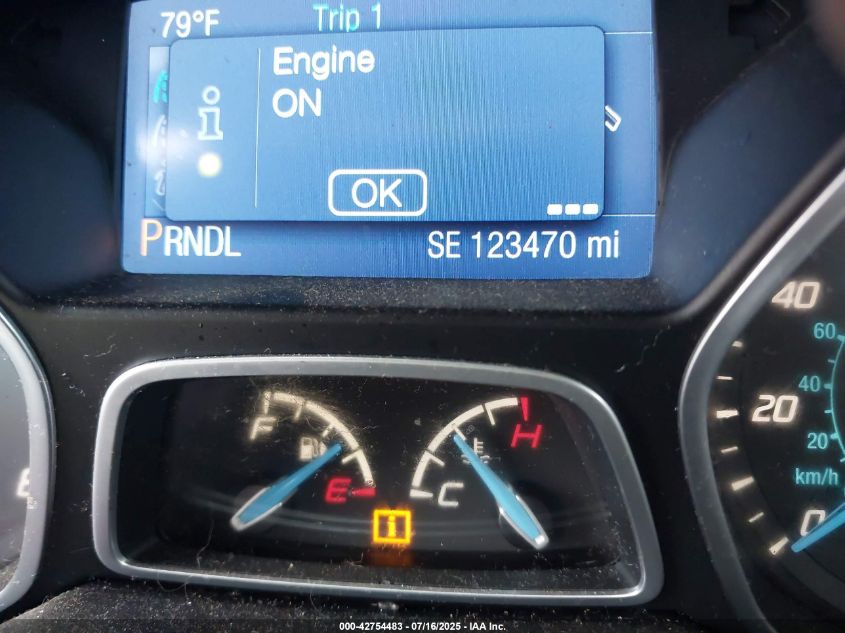 79°F
Trip 1
Engine
ON
OK
PRNDL
SE 123470 mi
40
60
40
20
20
km/h
0
F
H
E
C
000-42754483 - 07/16/2025 - IAA Inc.